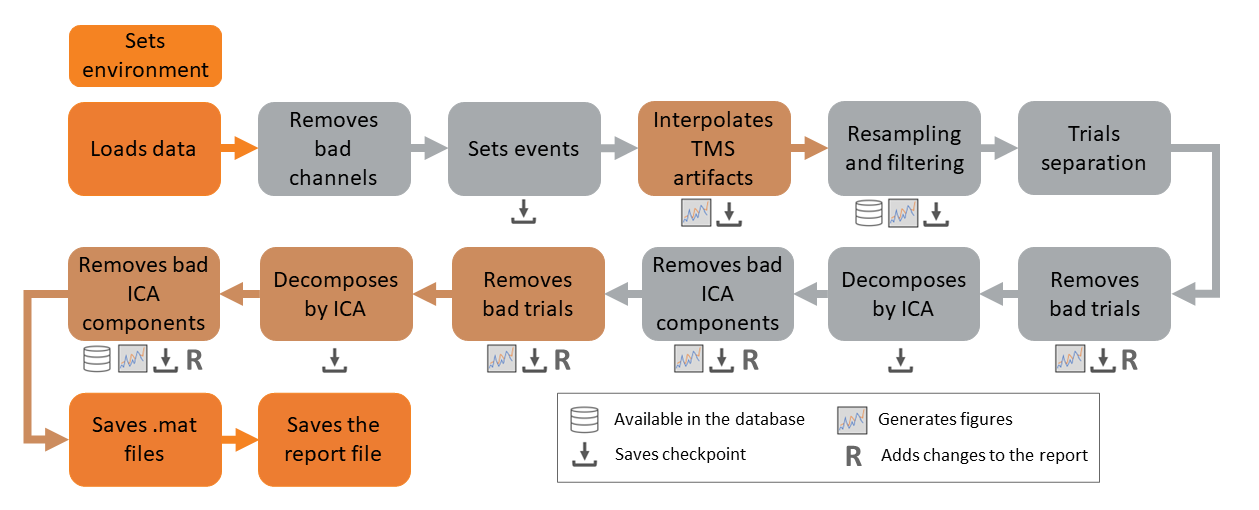 Sets
environment
Loads data
Removes
bad
channels
Sets events
Interpolates
TMS
artifacts
Resampling
and filtering
Trials
separation
Removes bad
ICA
components
Decomposes
by ICA
Removes
bad trials
Removes bad
ICA
components
Decomposes
by ICA
Removes
bad trials
R
R
R
R
Saves .mat
files
Saves the
report file
Available in the database
Generates figures
Saves checkpoint
R Adds changes to the report